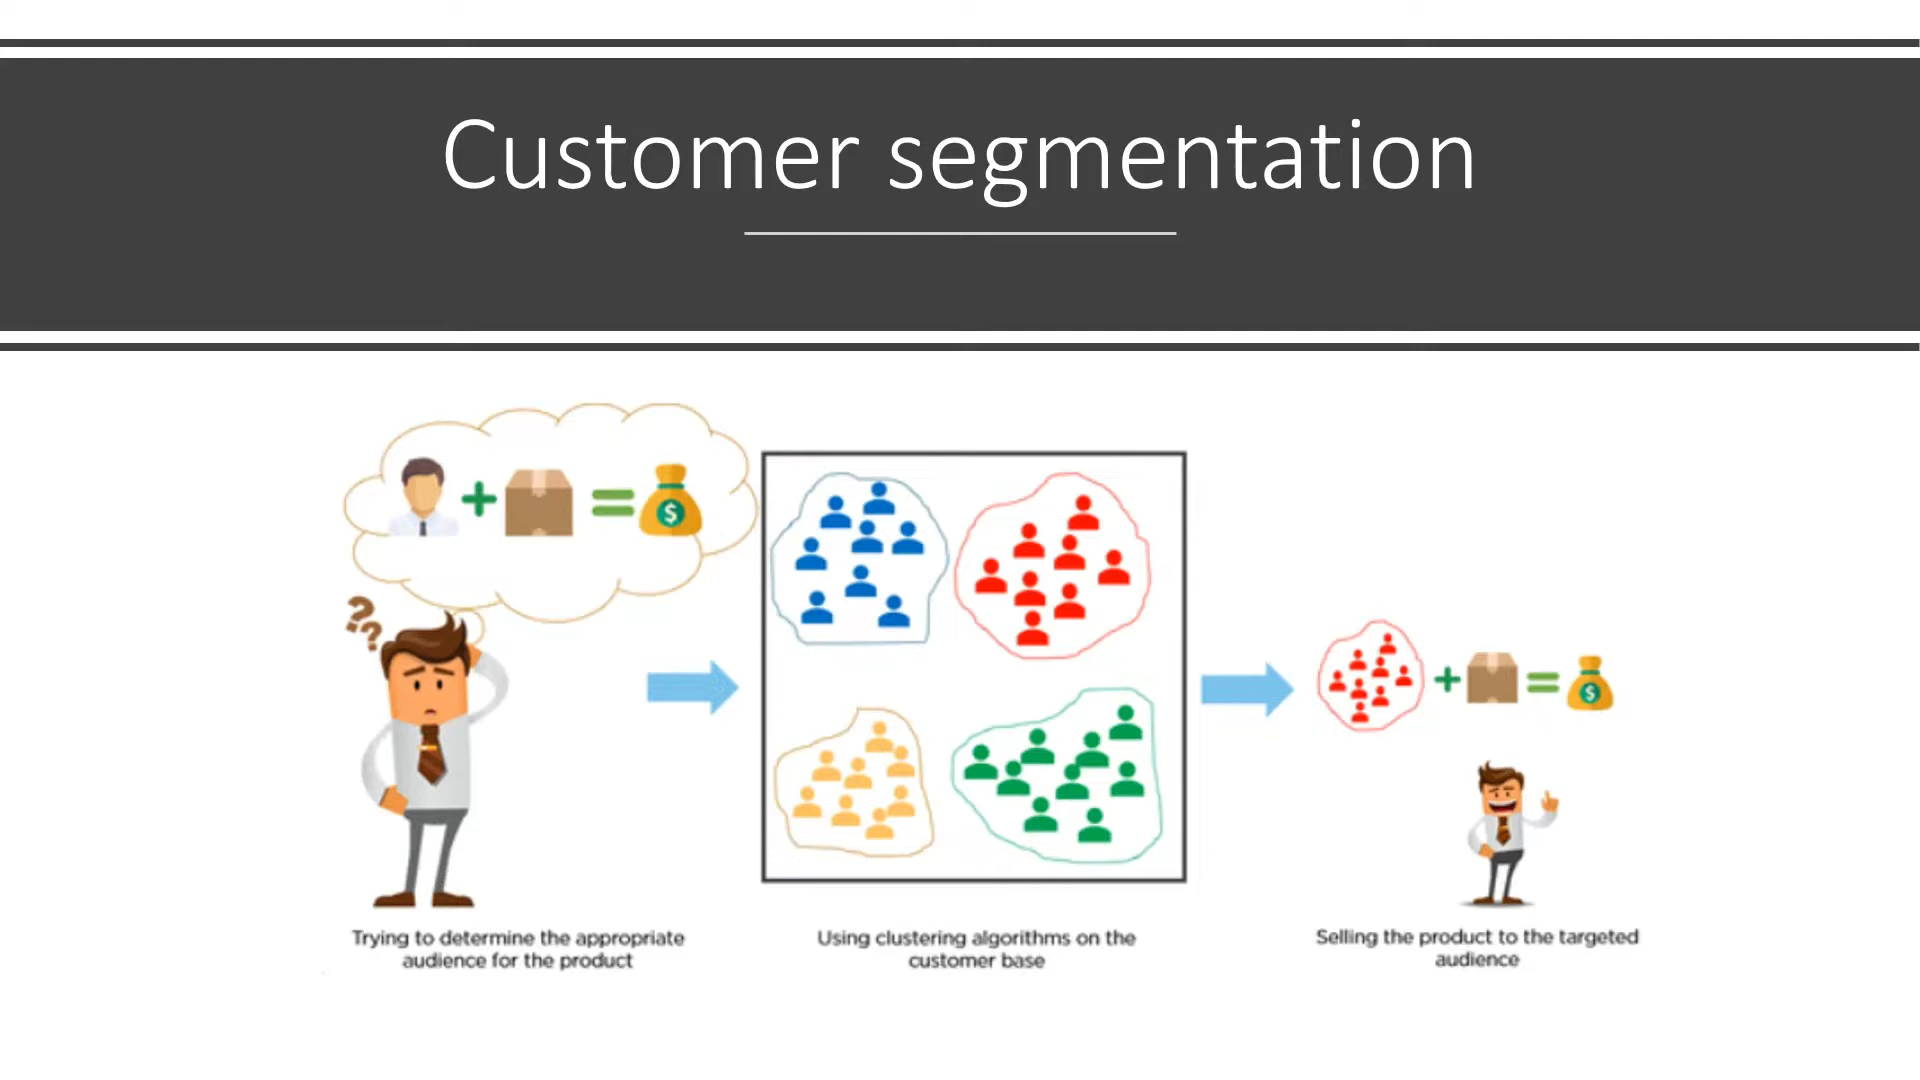 Customer segmentation
$
??
$
Trying to determine the appropriate
audience for the product
Using clustering algorithms on the
customer base
Selling the product to the targeted
audience